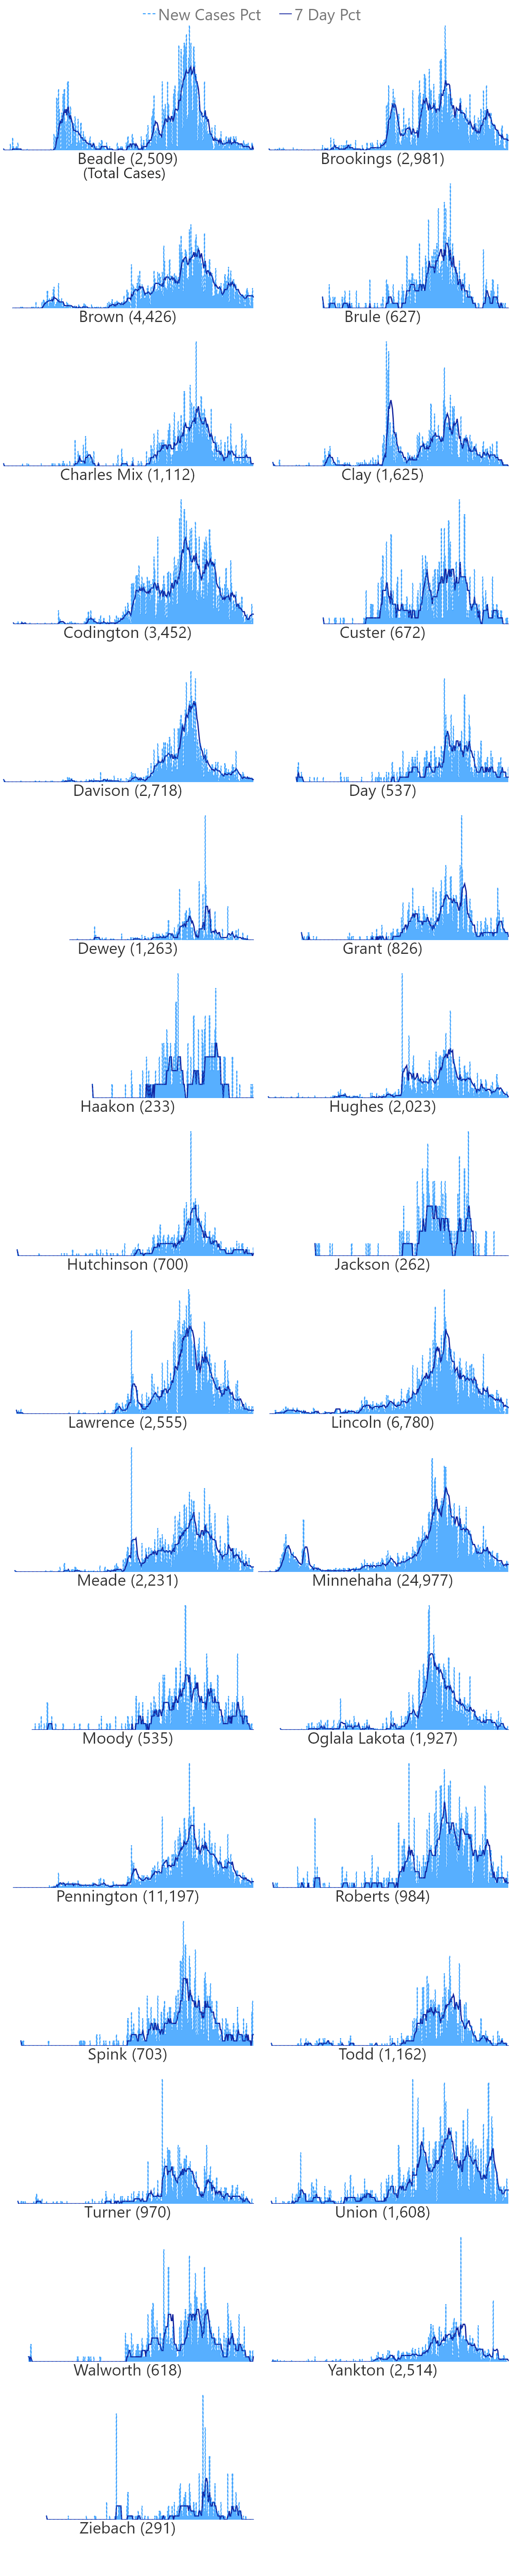 New Cases Pct 7 Day Pct
Beadle (2,509) Brookings (2,981)
(Total Cases)
Brown (4,426) Brule (627)
Charles Mix (1,112) Clay (1,625)
Codington (3,452) Custer (672)
Davison (2,718) Day (537)
Dewey (1,263) Grant (826)
Haakon (233) Hughes (2,023)
Hutchinson (700) Jackson (262)
Lawrence (2,555) Lincoln (6,780)
Meade (2,231) Minnehaha (24,977)
Moody (535) Oglala Lakota (1,927)
Pennington (11,197) Roberts (984)
Spink (703) Todd (1,162)
Turner (970) Union (1,608)
Walworth (618) Yankton (2,514)
Ziebach (291)